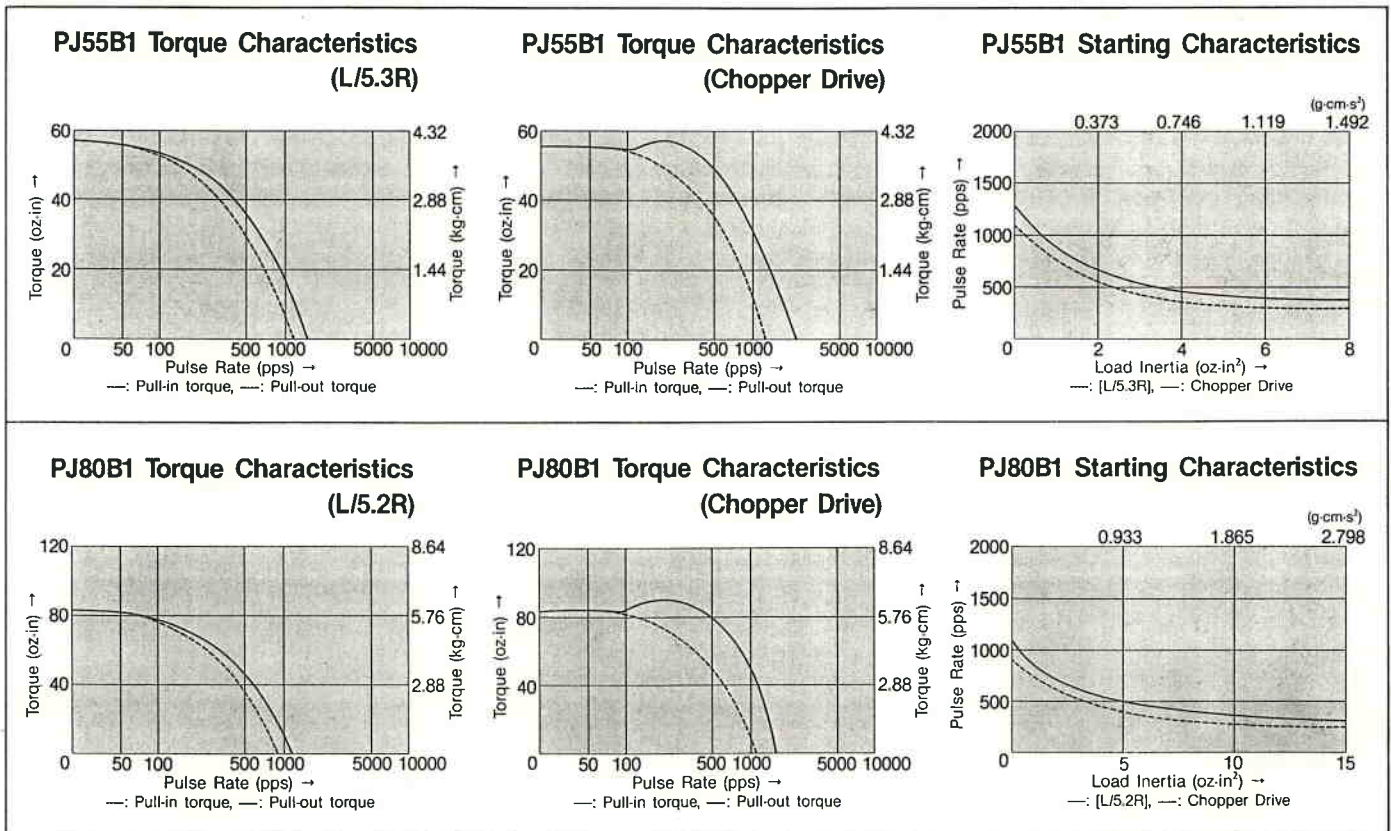 PJ55B1 Torque Characteristics
(L/5.3R)
60
40
20
0
50
100
500
1000
5000
10000
4.32
2.88
1.44
Torque (oz·in) →
Torque (kg·cm) →
Pulse Rate (pps) →
---: Pull-in torque, —: Pull-out torque
PJ55B1 Torque Characteristics
(Chopper Drive)
60
40
20
0
50
100
500
1000
5000
10000
4.32
2.88
1.44
Torque (oz·in) →
Torque (kg·cm) →
Pulse Rate (pps) →
---: Pull-in torque, —: Pull-out torque
PJ55B1 Starting Characteristics
(g·cm·s²)
0.373
0.746
1.119
1.492
2000
1500
1000
500
0
2
4
6
8
Pulse Rate (pps) →
Load Inertia (oz·in²) →
---: [L/5.3R], —: Chopper Drive
PJ80B1 Torque Characteristics
(L/5.2R)
120
80
40
0
50
100
500
1000
5000
10000
8.64
5.76
2.88
Torque (oz·in) →
Torque (kg·cm) →
Pulse Rate (pps) →
---: Pull-in torque, —: Pull-out torque
PJ80B1 Torque Characteristics
(Chopper Drive)
120
80
40
0
50
100
500
1000
5000
10000
8.64
5.76
2.88
Torque (oz·in) →
Torque (kg·cm) →
Pulse Rate (pps) →
---: Pull-in torque, —: Pull-out torque
PJ80B1 Starting Characteristics
(g·cm·s²)
0.933
1.865
2.798
2000
1500
1000
500
0
5
10
15
Pulse Rate (pps) →
Load Inertia (oz·in²) →
—: [L/5.2R], —: Chopper Drive